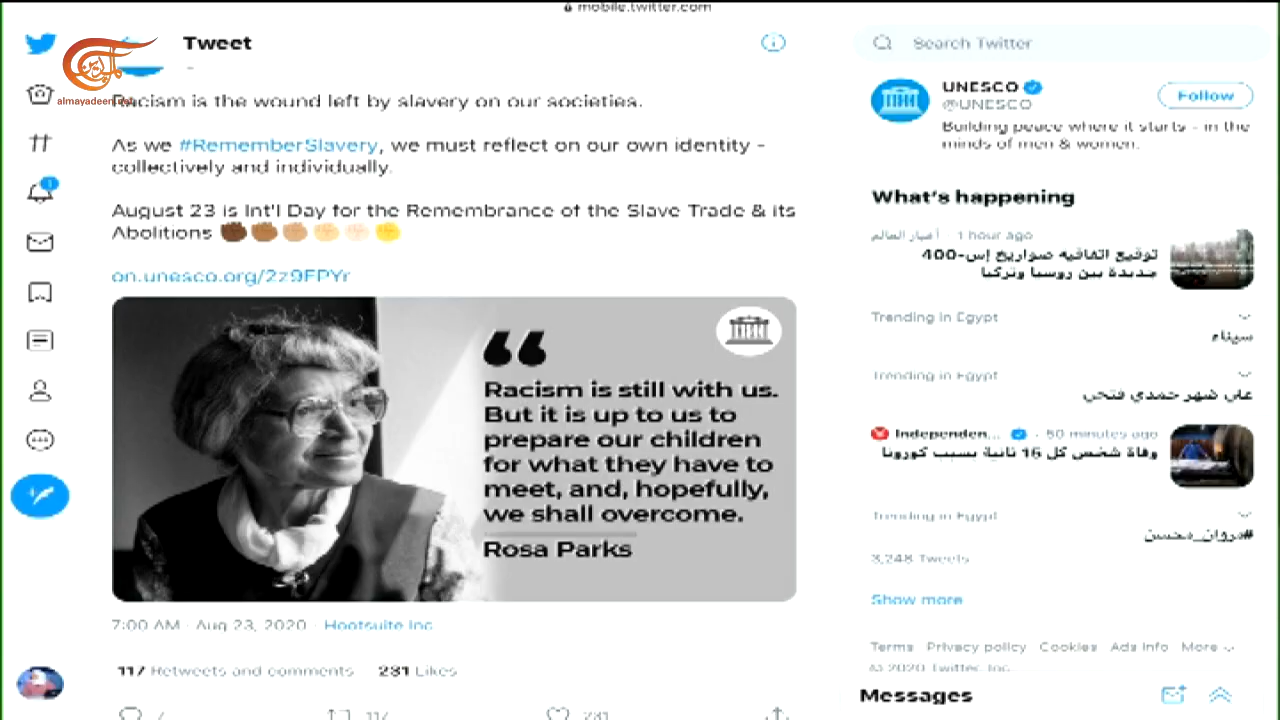 mobile.twitter.com
Tweet
almayadeen.net
Racism is the wound left by slavery on our societies.
As we #RememberSlavery, we must reflect on our own identity -
collectively and individually.
August 23 is Int'l Day for the Remembrance of the Slave Trade & its
Abolitions
on.unesco.org/2z9FPYr
Racism is still with us.
But it is up to us to
prepare our children
for what they have to
meet, and, hopefully,
we shall overcome.
Rosa Parks
7:00 AM · Aug 23, 2020 · Hootsuite Inc.
117 Retweets and comments 281 Likes
7 117 281
Search Twitter
UNESCO
@UNESCO
Follow
Building peace where it starts - in the
minds of men & women.
What's happening
أخبار العالم · 1 hour ago
توقيع اتفاقية صواريخ إس-400
جديدة بين روسيا وتركيا
Trending in Egypt
سيناء
Trending in Egypt
علي شهر حمدي فتحي
Independen... · 50 minutes ago
وفاة شخص كل 16 ثانية بسبب كورونا
Trending in Egypt
#مروان_محسن
3,248 Tweets
Show more
Terms Privacy policy Cookies Ads info More
© 2020 Twitter, Inc.
Messages